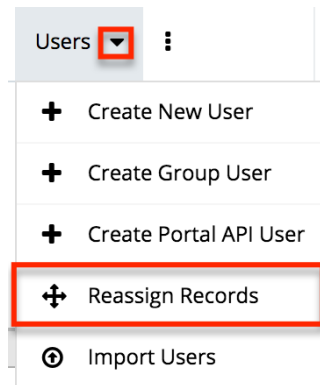 Users
Create New User
Create Group User
Create Portal API User
Reassign Records
Import Users